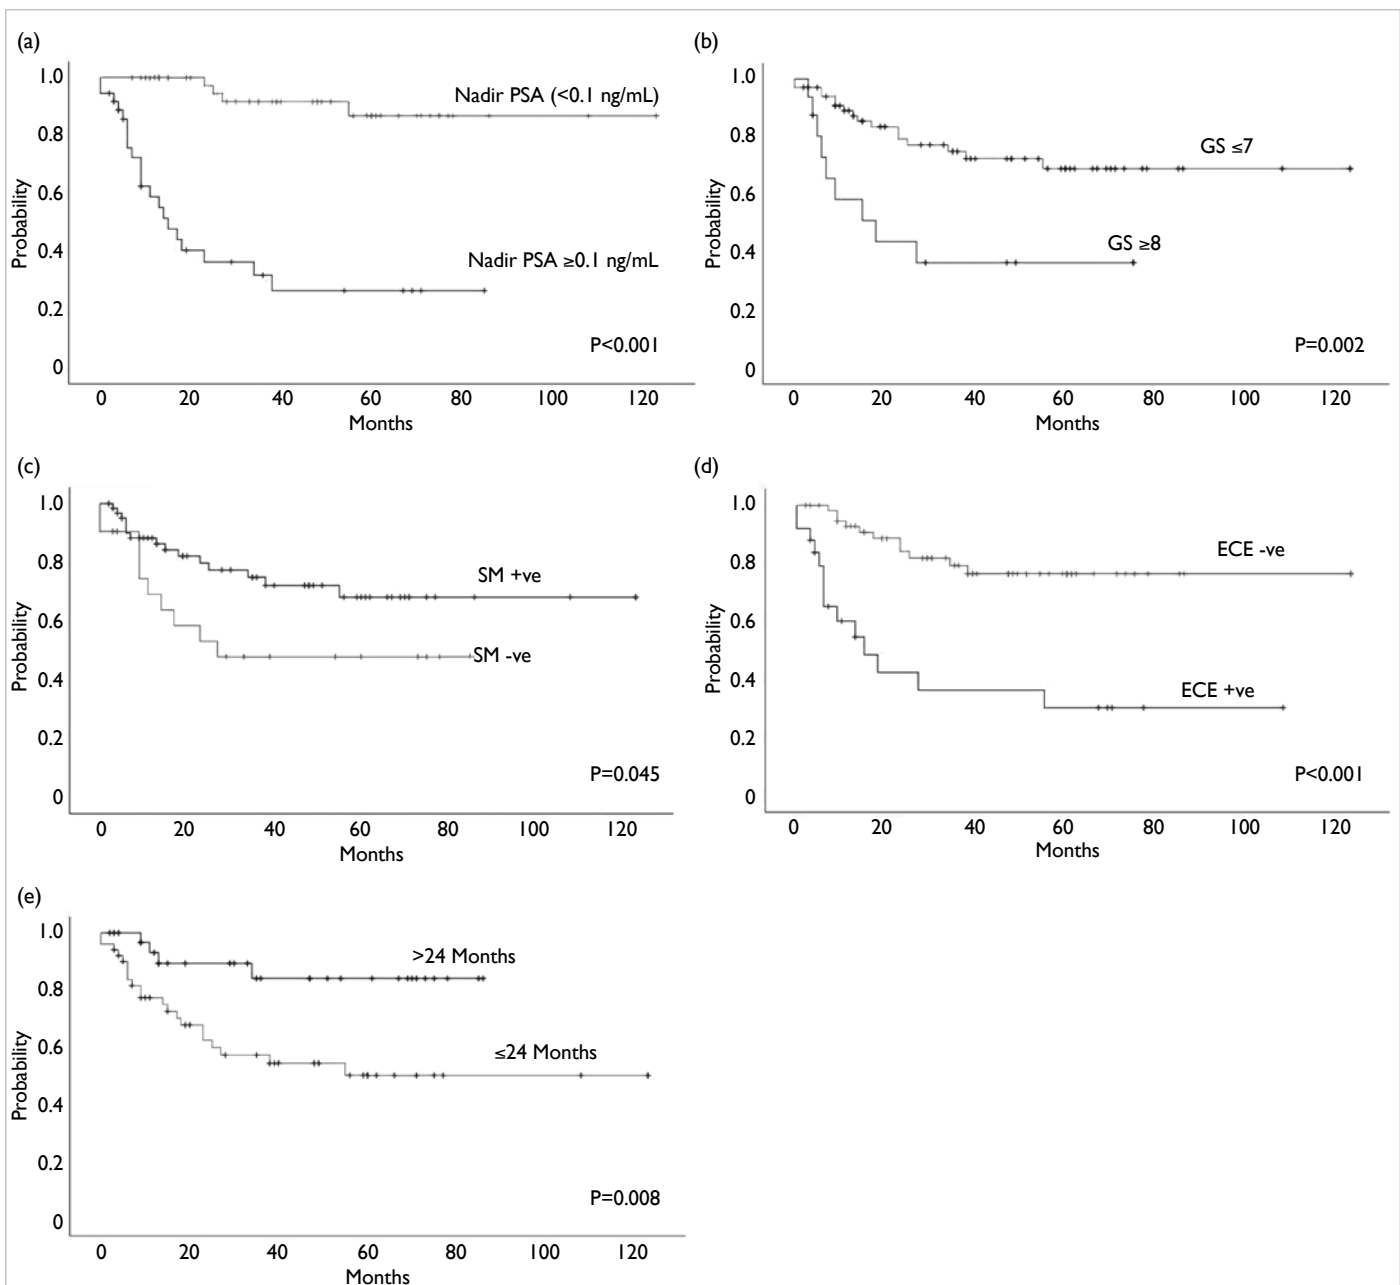 (a)
1.0
0.8
0.6
0.4
0.2
0
Probability
Nadir PSA (<0.1 ng/mL)
Nadir PSA ≥0.1 ng/mL
P<0.001
0 20 40 60 80 100 120
Months
(b)
1.0
0.8
0.6
0.4
0.2
0
Probability
GS ≤7
GS ≥8
P=0.002
0 20 40 60 80 100 120
Months
(c)
1.0
0.8
0.6
0.4
0.2
0
Probability
SM +ve
SM -ve
P=0.045
0 20 40 60 80 100 120
Months
(d)
1.0
0.8
0.6
0.4
0.2
0
Probability
ECE -ve
ECE +ve
P<0.001
0 20 40 60 80 100 120
Months
(e)
1.0
0.8
0.6
0.4
0.2
0
Probability
>24 Months
≤24 Months
P=0.008
0 20 40 60 80 100 120
Months